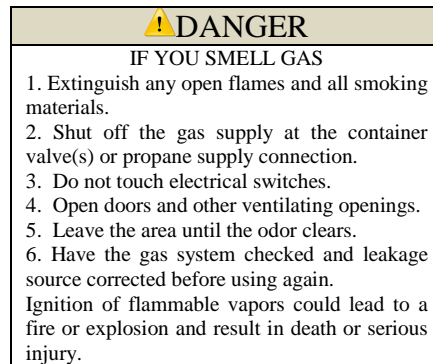 DANGER
IF YOU SMELL GAS
1. Extinguish any open flames and all smoking
materials.
2. Shut off the gas supply at the container
valve(s) or propane supply connection.
3. Do not touch electrical switches.
4. Open doors and other ventilating openings.
5. Leave the area until the odor clears.
6. Have the gas system checked and leakage
source corrected before using again.
Ignition of flammable vapors could lead to a
fire or explosion and result in death or serious
injury.